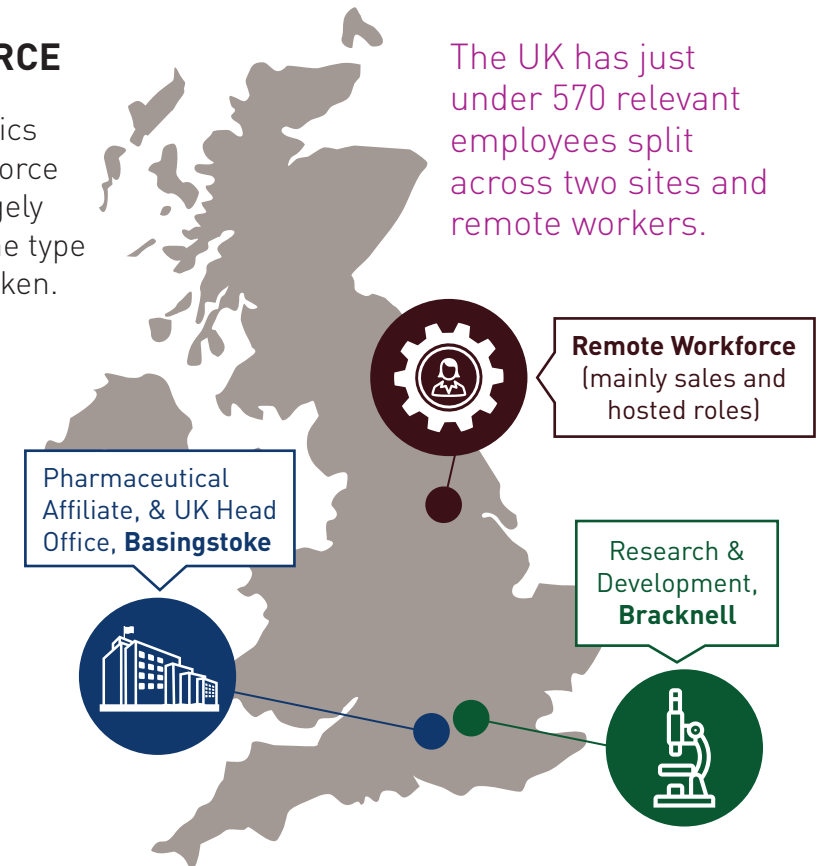 RCE
ics
orce
gely
he type
ken.
The UK has just
under 570 relevant
employees split
across two sites and
remote workers.
Remote Workforce
(mainly sales and
hosted roles)
Pharmaceutical
Affiliate, & UK Head
Office, Basingstoke
Research &
Development,
Bracknell